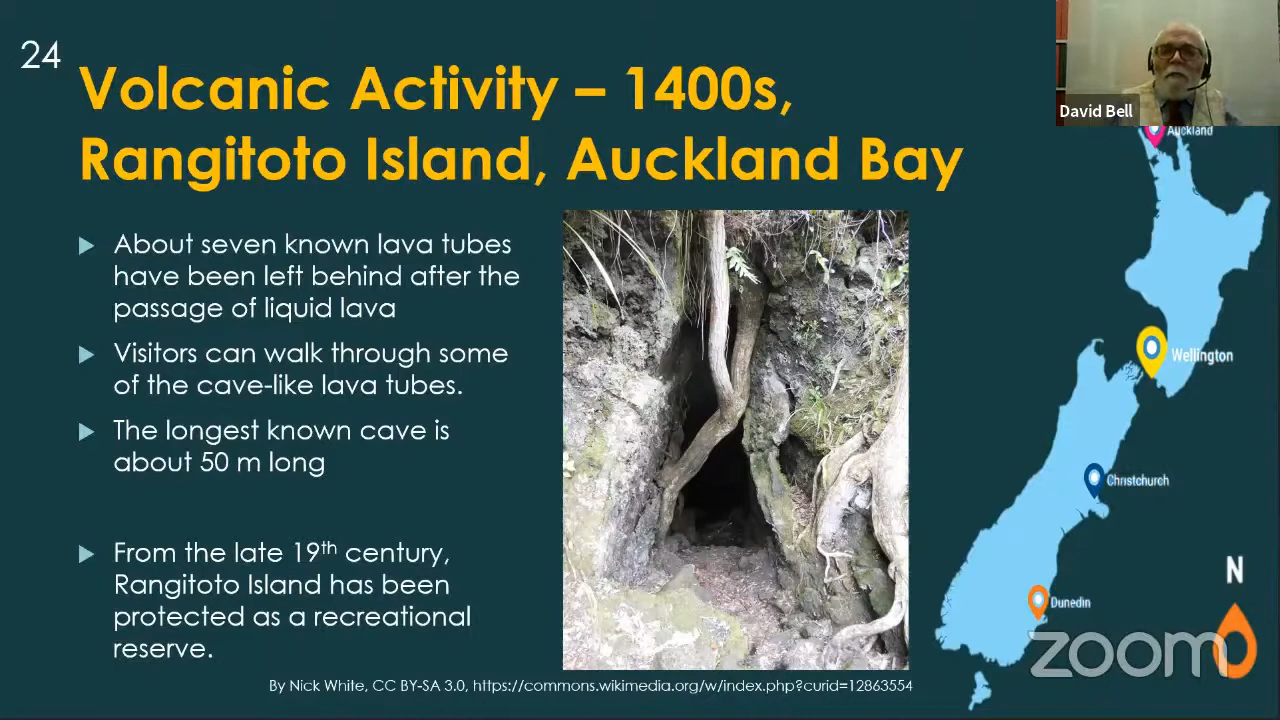 24
Volcanic Activity – 1400s,
Rangitoto Island, Auckland Bay
David Bell
Auckland
About seven known lava tubes
have been left behind after the
passage of liquid lava
Visitors can walk through some
of the cave-like lava tubes.
The longest known cave is
about 50 m long
From the late 19th century,
Rangitoto Island has been
protected as a recreational
reserve.
Wellington
Christchurch
N
Dunedin
zoom
By Nick White, CC BY-SA 3.0, https://commons.wikimedia.org/w/index.php?curid=12863554